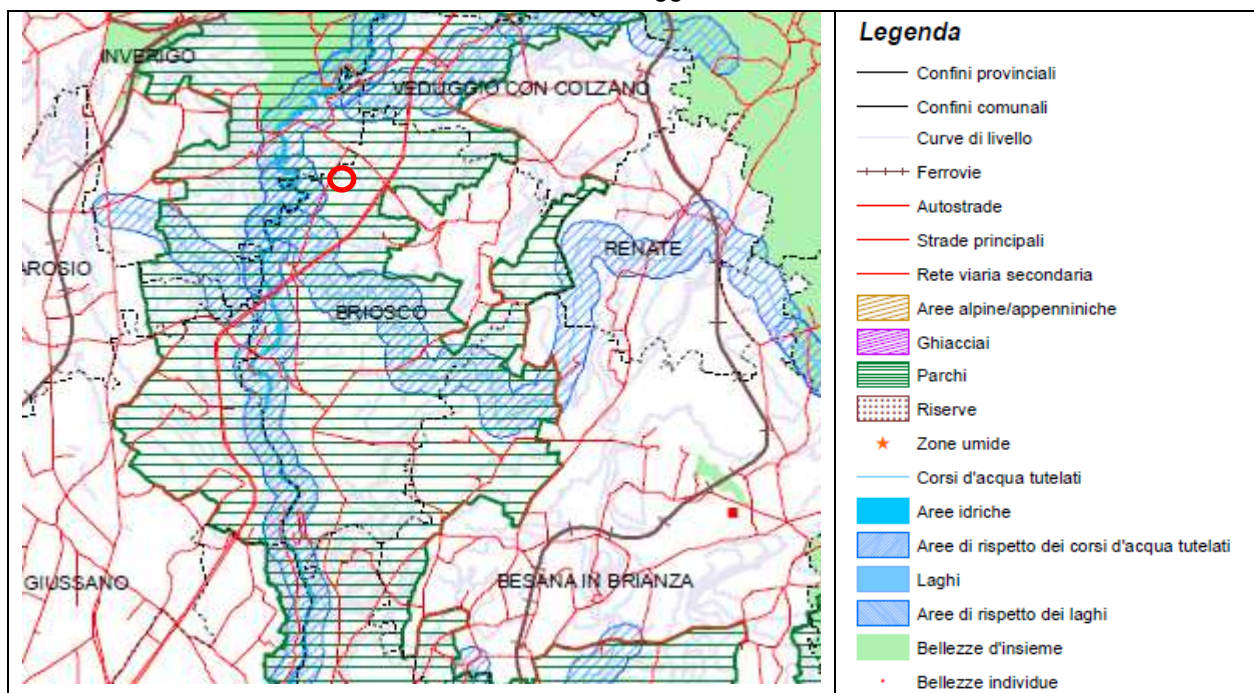 INVERIGO
VEDUGGIO CON COLZANO
RENATE
AROSIO
BRIOSCO
GIUSSANO
BESANA IN BRIANZA
Legenda
Confini provinciali
Confini comunali
Curve di livello
Ferrovie
Autostrade
Strade principali
Rete viaria secondaria
Aree alpine/appenniniche
Ghiacciai
Parchi
Riserve
Zone umide
Corsi d'acqua tutelati
Aree idriche
Aree di rispetto dei corsi d'acqua tutelati
Laghi
Aree di rispetto dei laghi
Bellezze d'insieme
Bellezze individue